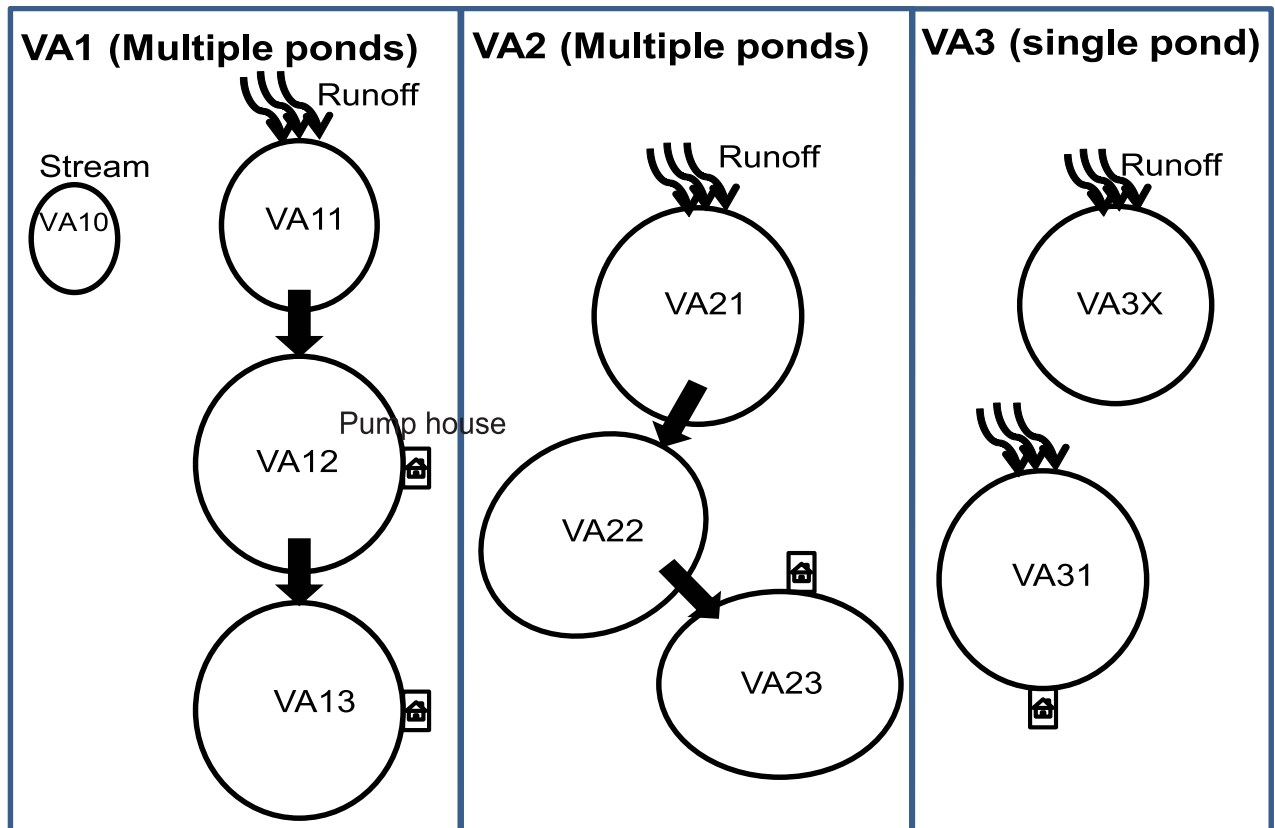 VA1 (Multiple ponds)
Runoff
Stream
VA10
VA11
Pump house
VA12
VA13
VA2 (Multiple ponds)
Runoff
VA21
VA22
VA23
VA3 (single pond)
Runoff
VA3X
VA31